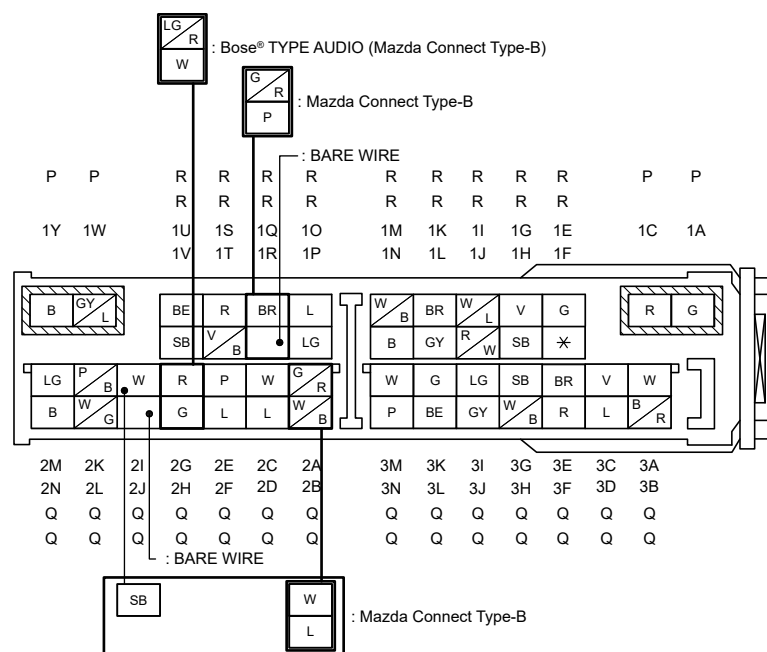 LG R
W
: Bose® TYPE AUDIO (Mazda Connect Type-B)
G R
P
: Mazda Connect Type-B
: BARE WIRE
P P R R R R R R R R R P P
R R R R R R R R R
1Y 1W 1U 1S 1Q 1O 1M 1K 1I 1G 1E 1C 1A
1V 1T 1R 1P 1N 1L 1J 1H 1F
B GY L BE R BR L W B BR W L V G R G
SB V B LG B GY R W SB
LG P B W R P W G R W G LG SB BR V W
B W G G L L W B P BE GY W B R L B R
2M 2K 2I 2G 2E 2C 2A 3M 3K 3I 3G 3E 3C 3A
2N 2L 2J 2H 2F 2D 2B 3N 3L 3J 3H 3F 3D 3B
Q Q Q Q Q Q Q Q Q Q Q Q Q
Q Q Q Q Q Q Q Q Q Q Q Q Q
: BARE WIRE
SB
W
L
: Mazda Connect Type-B